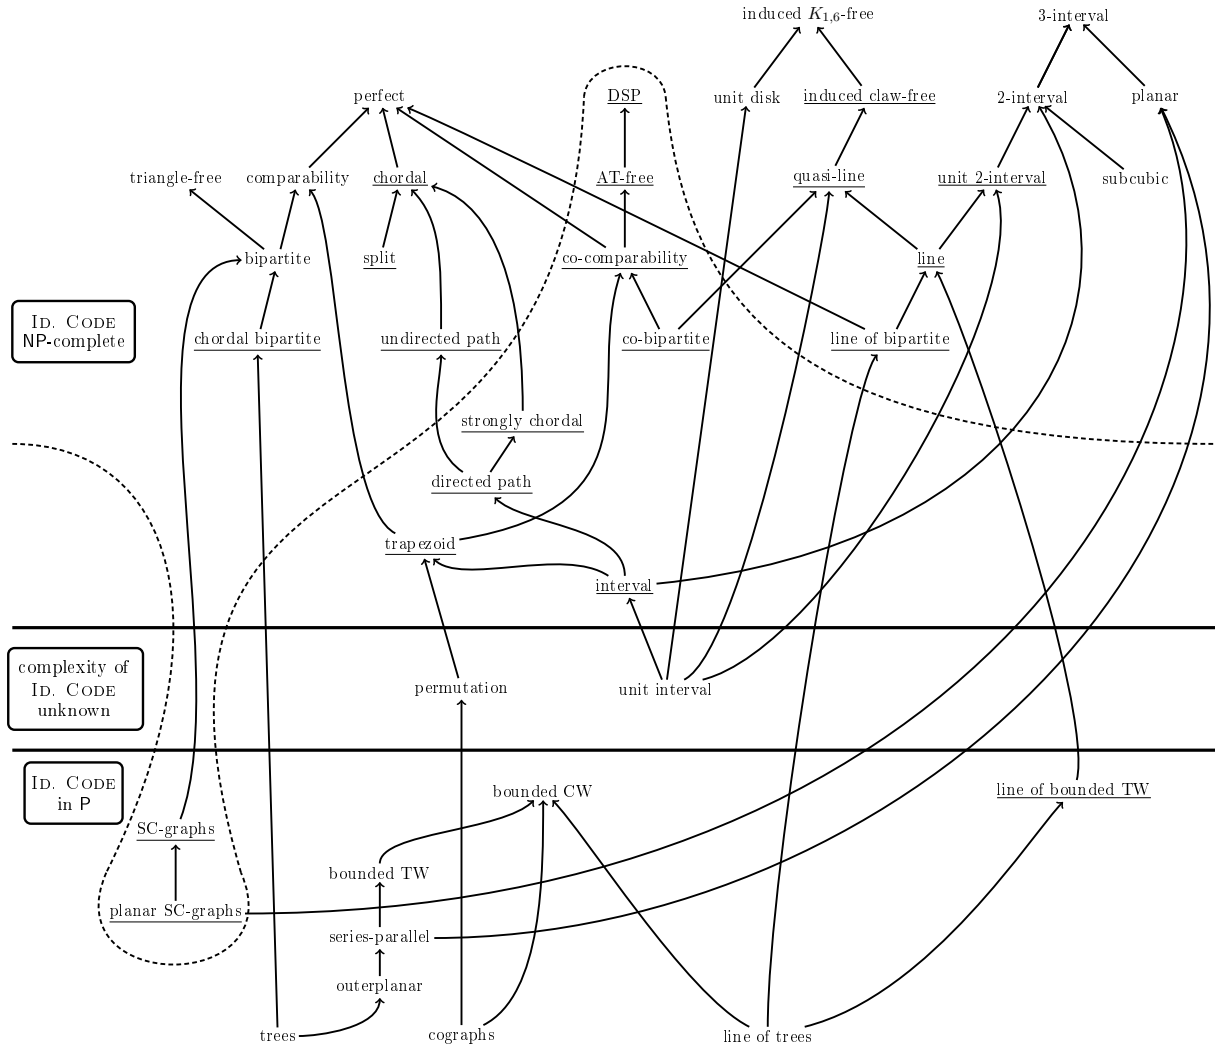 induced K1,6-free
3-interval
perfect
DSP
unit disk
induced claw-free
2-interval
planar
triangle-free
comparability
chordal
AT-free
quasi-line
unit 2-interval
subcubic
bipartite
split
co-comparability
line
ID. CODE
NP-complete
chordal bipartite
undirected path
co-bipartite
line of bipartite
strongly chordal
directed path
trapezoid
interval
complexity of
ID. CODE
unknown
permutation
unit interval
ID. CODE
in P
bounded CW
line of bounded TW
SC-graphs
bounded TW
planar SC-graphs
series-parallel
outerplanar
trees
cographs
line of trees